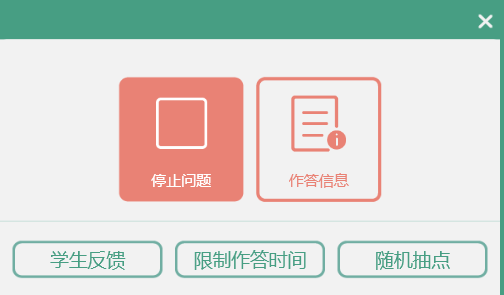 停止问题
作答信息
学生反馈
限制作答时间
随机抽点